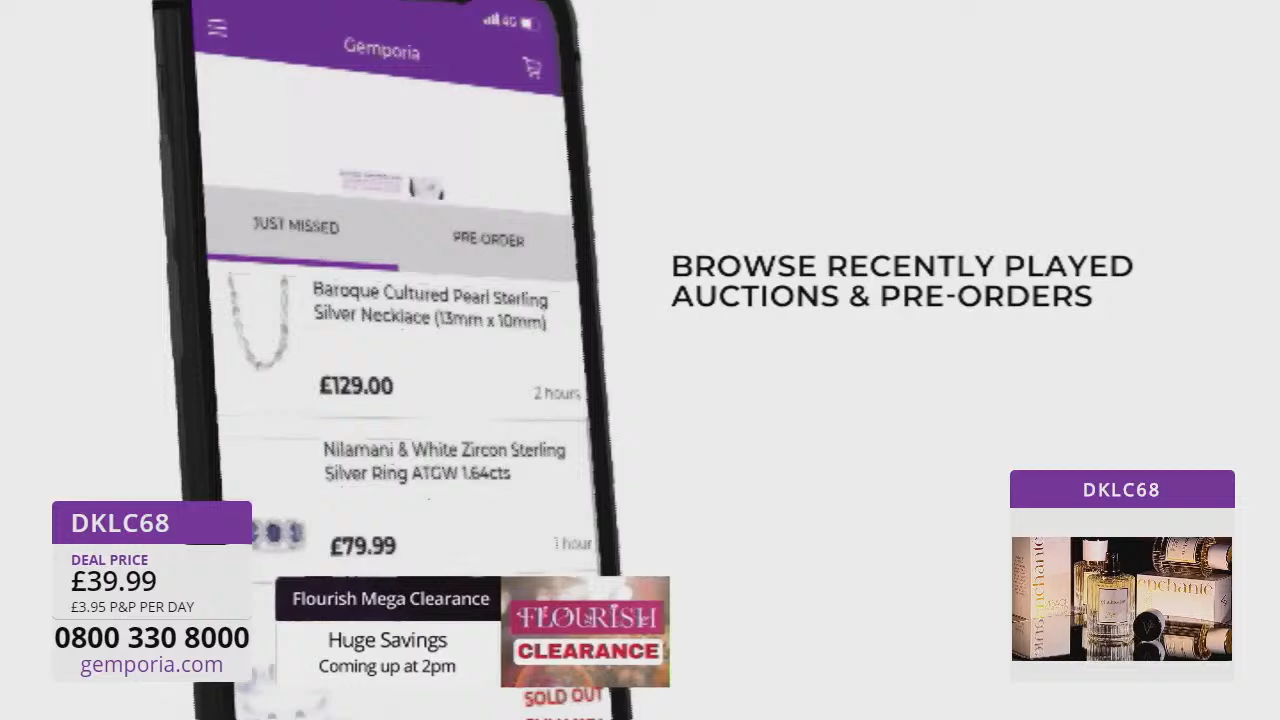 4G
Gemporia
JUST MISSED
PRE-ORDER
Baroque Cultured Pearl Sterling
Silver Necklace (13mm x 10mm)
£129.00
2 hours
Nilamani & White Zircon Sterling
Silver Ring ATGW 1.64cts
£79.99
1 hour
SOLD OUT
BROWSE RECENTLY PLAYED
AUCTIONS & PRE-ORDERS
DKLC68
DEAL PRICE
£39.99
£3.95 P&P PER DAY
0800 330 8000
gemporia.com
Flourish Mega Clearance
Huge Savings
Coming up at 2pm
FLOURISH
CLEARANCE
DKLC68
enchanic